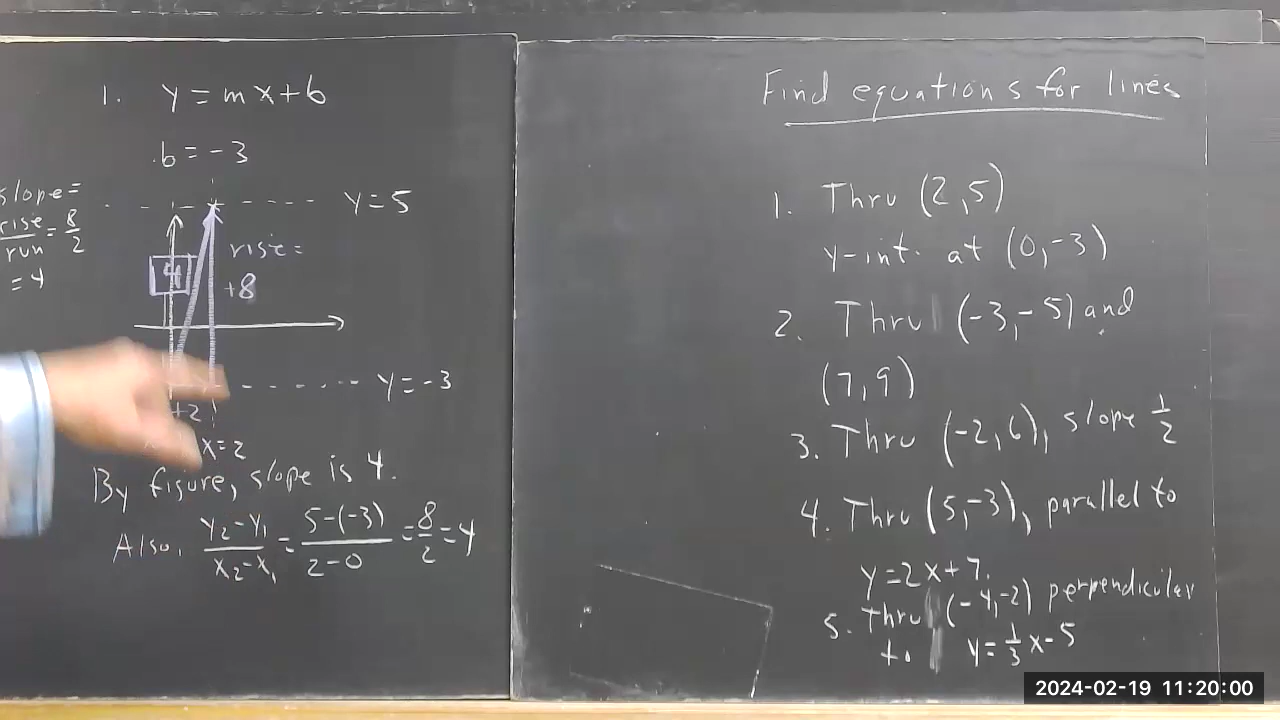 1. y = mx+b
b = -3
slope =
rise/run = 8/2
= 4
y = 5
rise =
+8
4
y = -3
+2
x = 2
By figure, slope is 4.
Also, (y₂-y₁)/(x₂-x₁) = (5-(-3))/(2-0) = 8/2 = 4
Find equations for lines
1. Thru (2,5)
y-int. at (0,-3)
2. Thru (-3,-5) and
(7,9)
3. Thru (-2,6), slope 1/2
4. Thru (5,-3), parallel to
y = 2x+7.
5. Thru (-4,-2) perpendicular
to y = 1/3 x - 5
2024-02-19 11:20:00